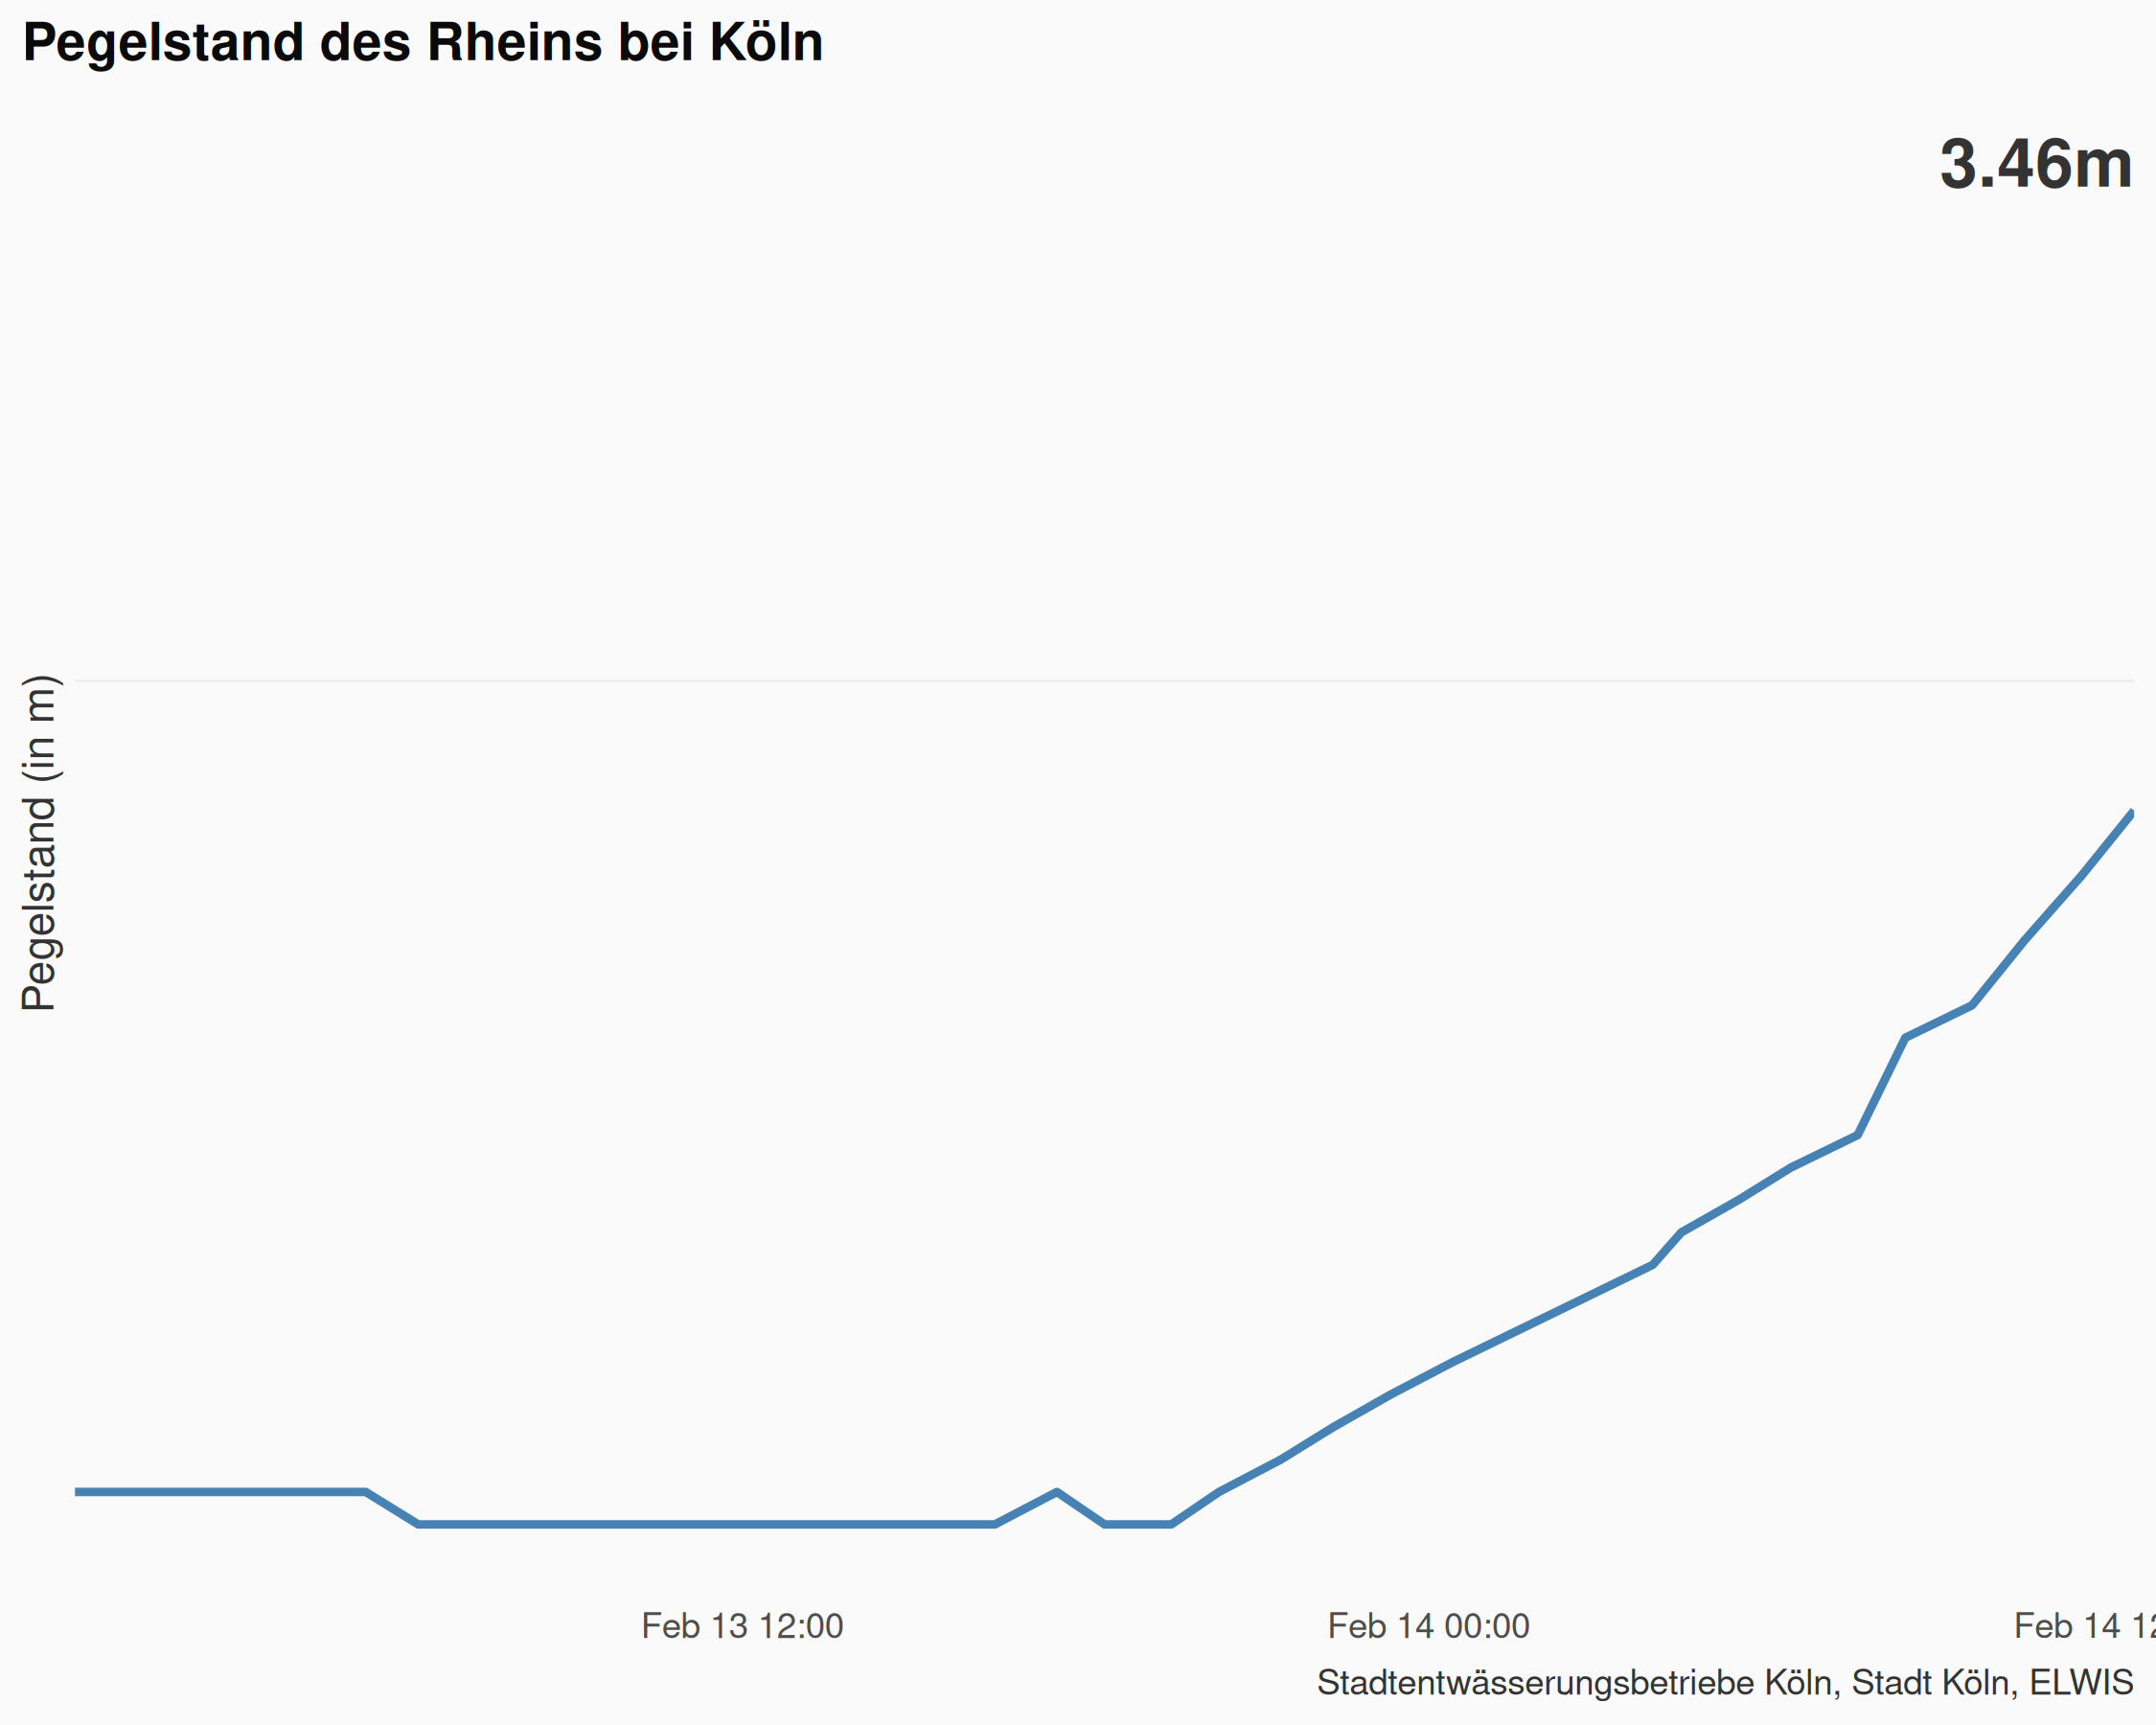 Pegelstand des Rheins bei Köln
3.46m
Pegelstand (in m)
Feb 13 12:00
Feb 14 00:00
Feb 14 12
Stadtentwässerungsbetriebe Köln, Stadt Köln, ELWIS